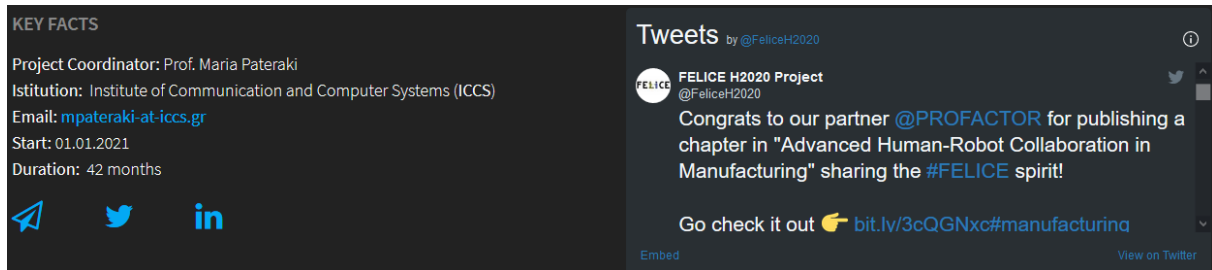 KEY FACTS
Project Coordinator: Prof. Maria Pateraki
Istitution: Institute of Communication and Computer Systems (ICCS)
Email: mpateraki-at-iccs.gr
Start: 01.01.2021
Duration: 42 months
Tweets by @FeliceH2020
FELICE
FELICE H2020 Project
@FeliceH2020
Congrats to our partner @PROFACTOR for publishing a
chapter in "Advanced Human-Robot Collaboration in
Manufacturing" sharing the #FELICE spirit!
Go check it out 👉 bit.ly/3cQGNxc#manufacturing
Embed
View on Twitter